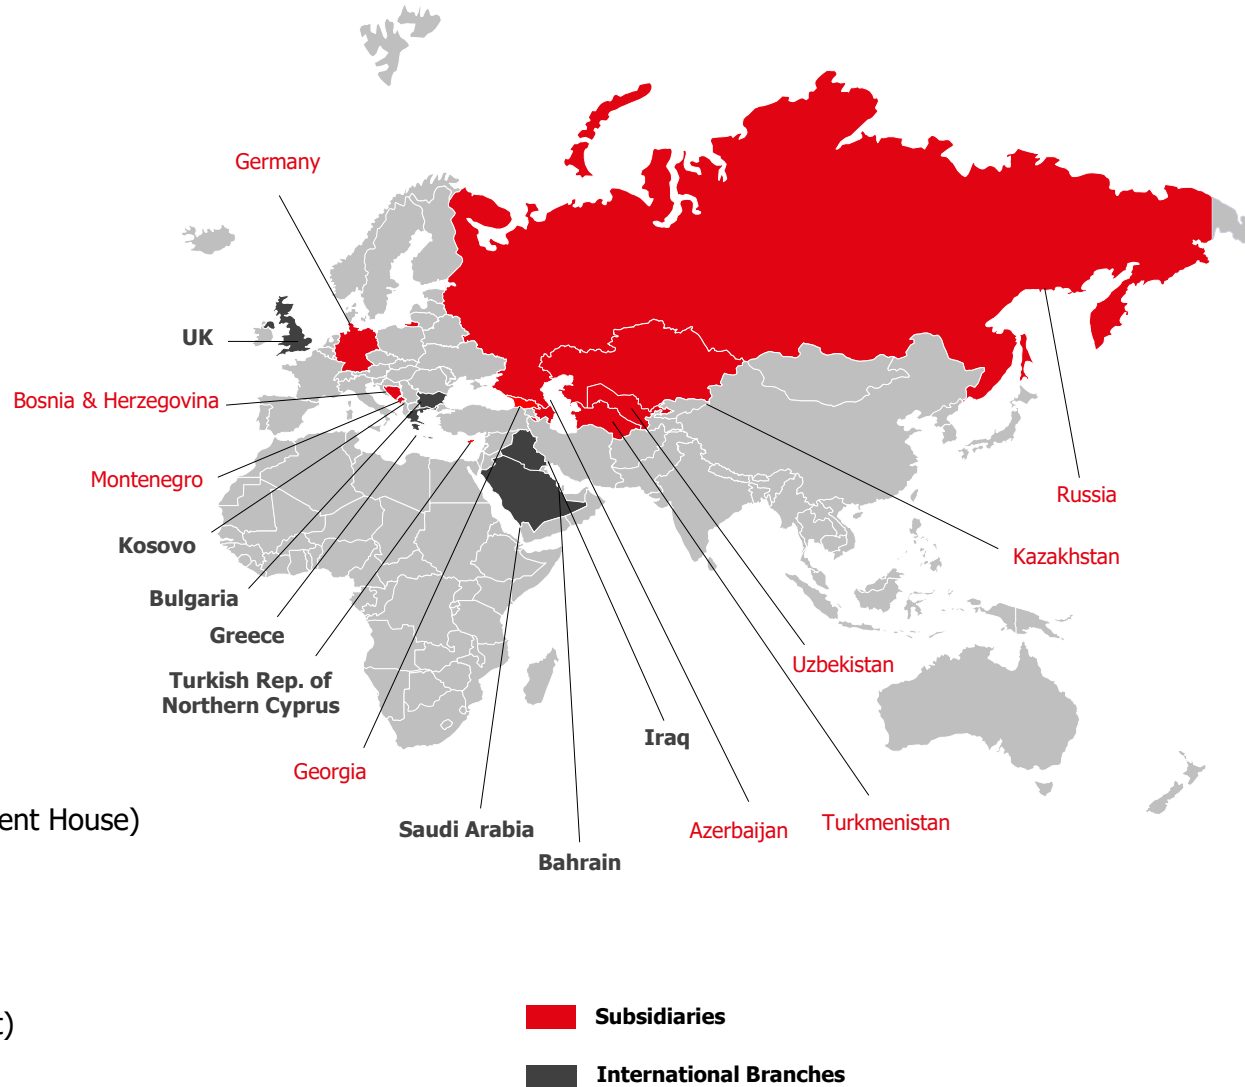 Germany
UK
Bosnia & Herzegovina
Montenegro
Russia
Kosovo
Kazakhstan
Bulgaria
Greece
Uzbekistan
Turkish Rep. of
Northern Cyprus
Iraq
Georgia
ent House)
Saudi Arabia
Azerbaijan
Turkmenistan
Bahrain
Subsidiaries
t)
International Branches